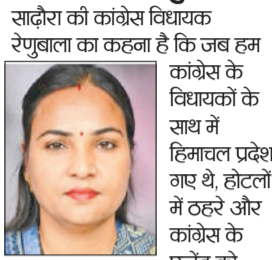 साढ़ौरा की कांग्रेस विधायक
रेणुबाला का कहना है कि जब हम
कांग्रेस के
विधायकों के
साथ में
हिमाचल प्रदेश
गए थे, होटलों
में ठहरे और
कांग्रेस के